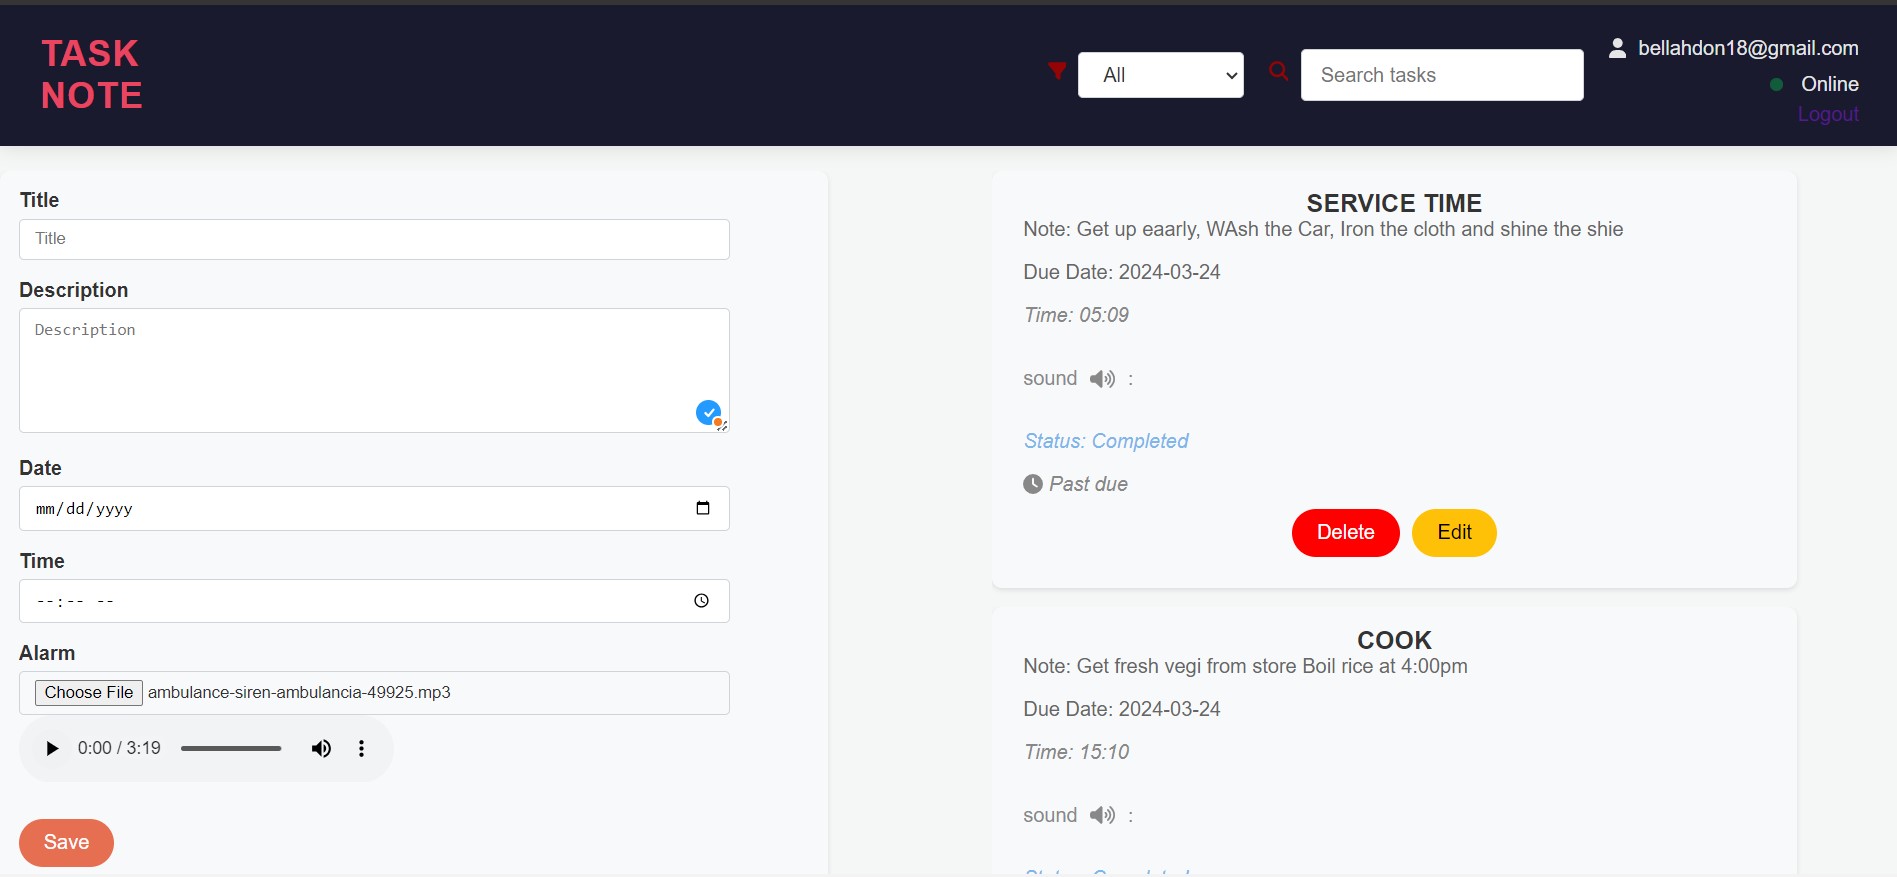 TASK
NOTE
All
Search tasks
bellahdon18@gmail.com
Online
Logout
Title
Title
Description
Description
Date
mm/dd/yyyy
Time
--:-- --
Alarm
Choose File ambulance-siren-ambulancia-49925.mp3
0:00 / 3:19
Save
SERVICE TIME
Note: Get up eaarly, WAsh the Car, Iron the cloth and shine the shie
Due Date: 2024-03-24
Time: 05:09
sound :
Status: Completed
Past due
Delete Edit
COOK
Note: Get fresh vegi from store Boil rice at 4:00pm
Due Date: 2024-03-24
Time: 15:10
sound :